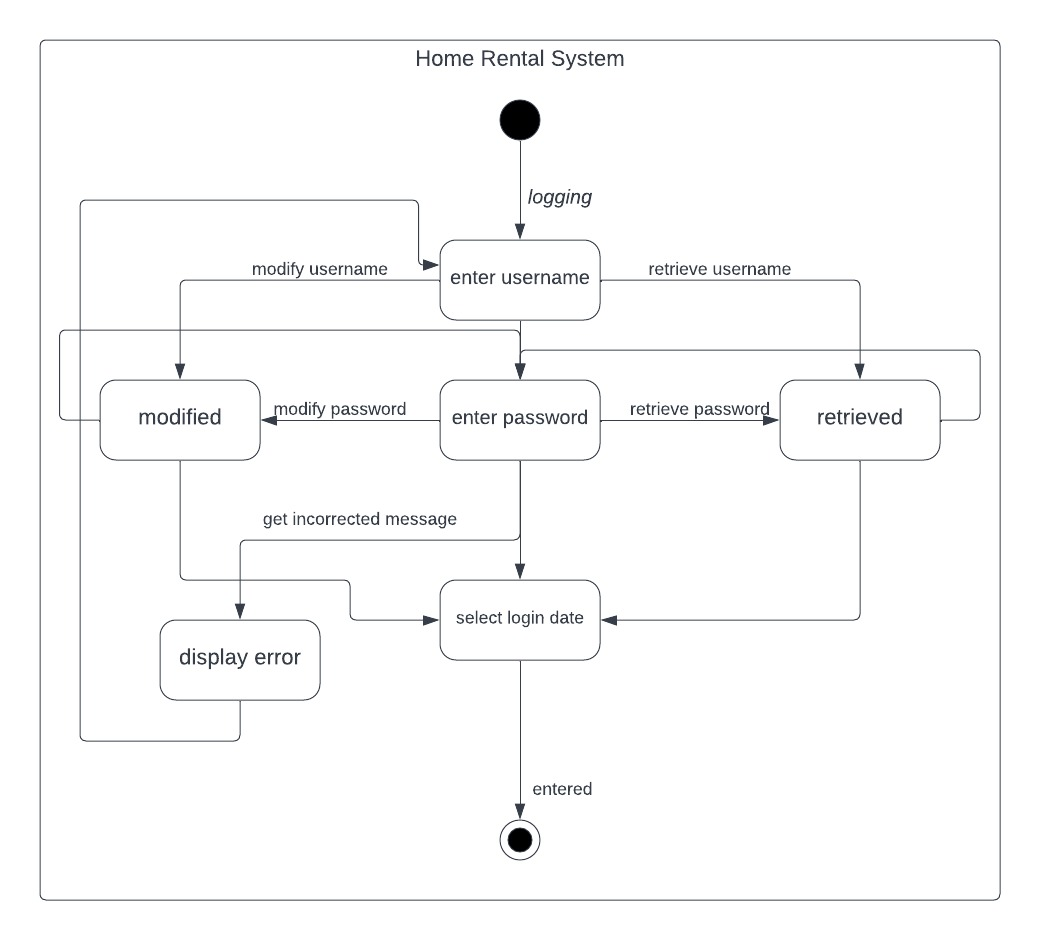 Home Rental System
logging
enter username
modify username
retrieve username
modified
modify password
enter password
retrieve password
retrieved
get incorrected message
select login date
display error
entered